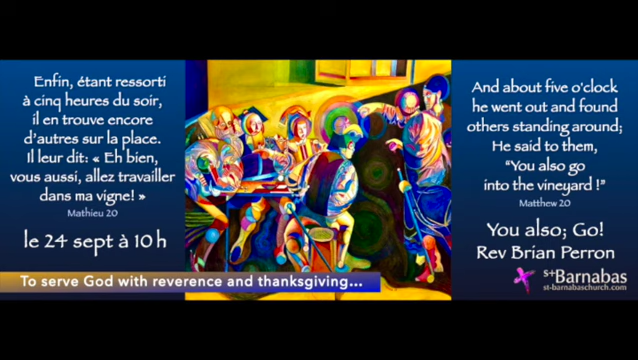 Enfin, étant ressorti
à cinq heures du soir,
il en trouve encore
d'autres sur la place.
Il leur dit: « Eh bien,
vous aussi, allez travailler
dans ma vigne! »
Mathieu 20
le 24 sept à 10 h
And about five o'clock
he went out and found
others standing around;
He said to them,
"You also go
into the vineyard !"
Matthew 20
You also; Go!
Rev Brian Perron
st Barnabas
st-barnabaschurch.com
To serve God with reverence and thanksgiving...